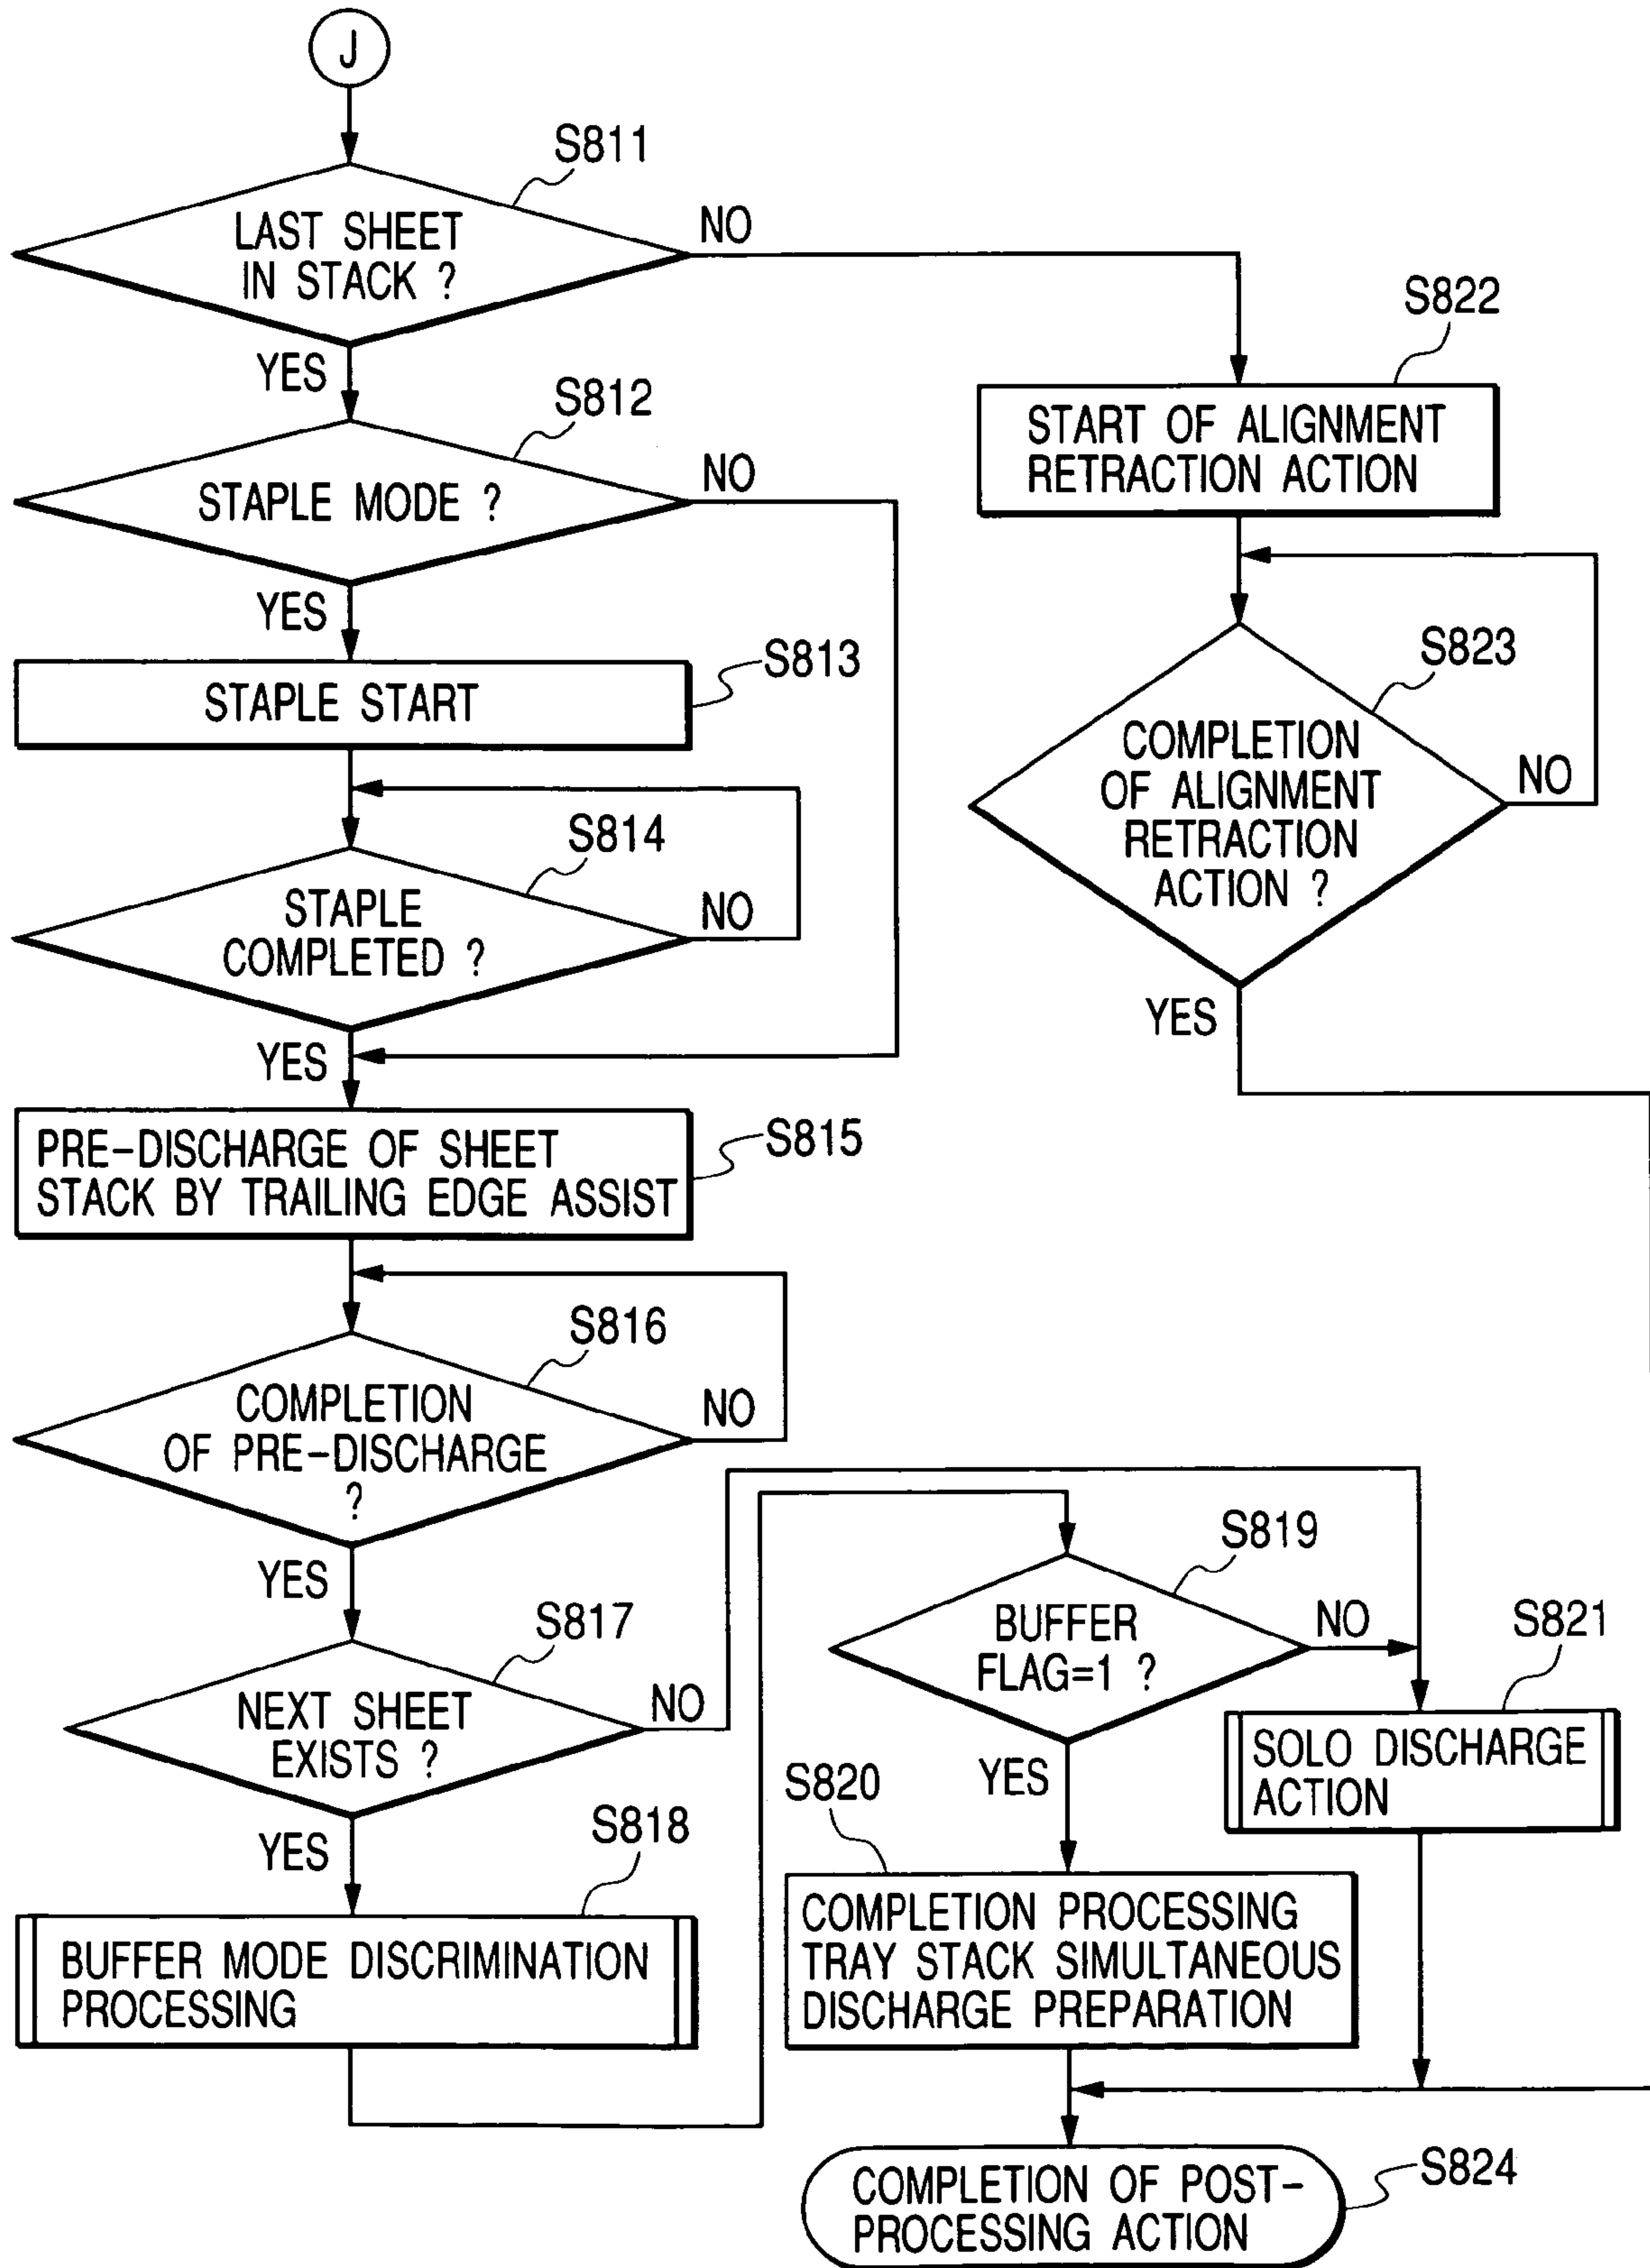 J
S811
LAST SHEET
IN STACK ?
NO
YES
S812
STAPLE MODE ?
NO
YES
S813
STAPLE START
S814
STAPLE
COMPLETED ?
NO
YES
S815
PRE-DISCHARGE OF SHEET
STACK BY TRAILING EDGE ASSIST
S816
COMPLETION
OF PRE-DISCHARGE
?
NO
YES
S817
NEXT SHEET
EXISTS ?
NO
YES
S818
BUFFER MODE DISCRIMINATION
PROCESSING
S819
BUFFER
FLAG=1 ?
NO
YES
S820
COMPLETION PROCESSING
TRAY STACK SIMULTANEOUS
DISCHARGE PREPARATION
S821
SOLO DISCHARGE
ACTION
S822
START OF ALIGNMENT
RETRACTION ACTION
S823
COMPLETION
OF ALIGNMENT
RETRACTION
ACTION ?
NO
YES
S824
COMPLETION OF POST-
PROCESSING ACTION